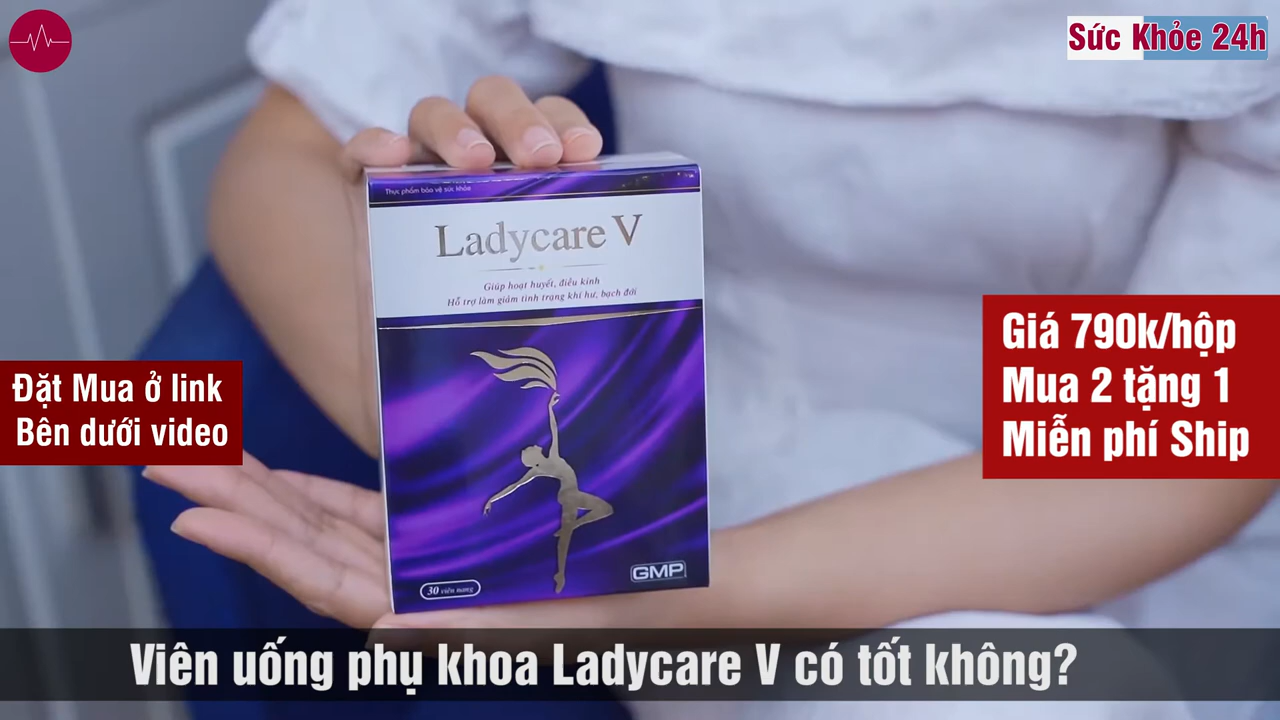 Sức Khỏe 24h
Thực phẩm bảo vệ sức khỏe
Ladycare V
Giúp hoạt huyết, điều kinh
Hỗ trợ làm giảm tình trạng khí hư, bạch đới
Giá 790k/hộp
Mua 2 tặng 1
Miễn phí Ship
Đặt Mua ở link
Bên dưới video
30 viên nang
GMP
Viên uống phụ khoa Ladycare V có tốt không?